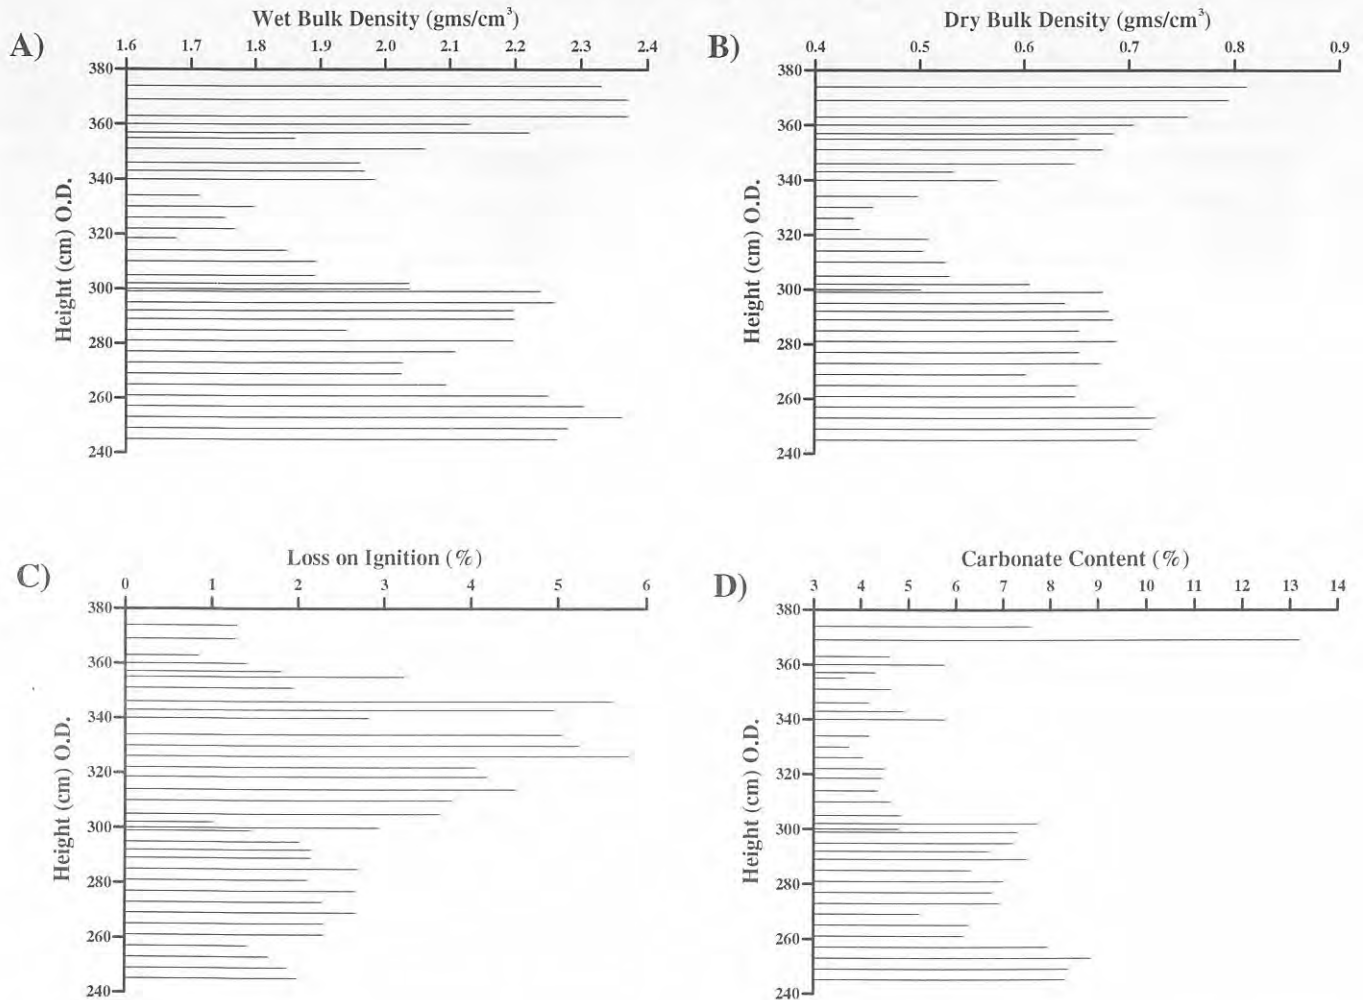 A)
Wet Bulk Density (gms/cm³)
1.6 1.7 1.8 1.9 2.0 2.1 2.2 2.3 2.4
380
360
340
320
300
280
260
240
Height (cm) O.D.
B)
Dry Bulk Density (gms/cm³)
0.4 0.5 0.6 0.7 0.8 0.9
380
360
340
320
300
280
260
240
Height (cm) O.D.
C)
Loss on Ignition (%)
0 1 2 3 4 5 6
380
360
340
320
300
280
260
240
Height (cm) O.D.
D)
Carbonate Content (%)
3 4 5 6 7 8 9 10 11 12 13 14
380
360
340
320
300
280
260
240
Height (cm) O.D.